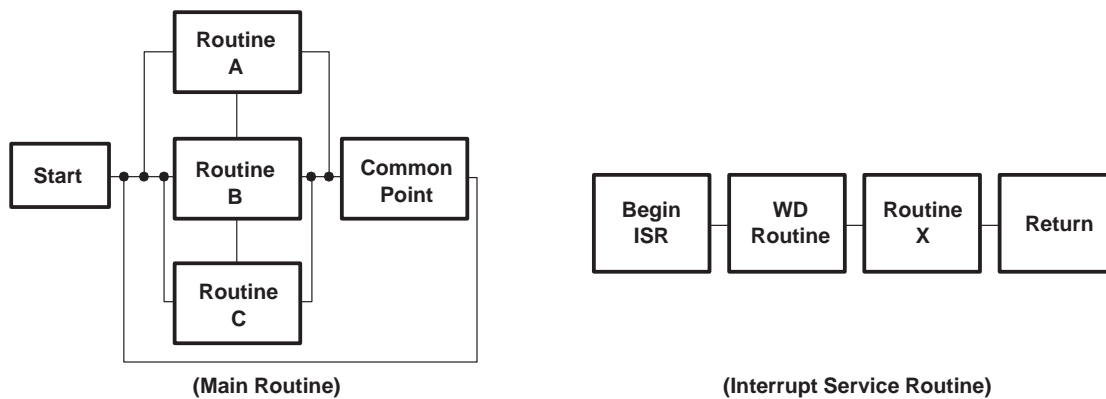 Routine
A
Start
Routine
B
Common
Point
Routine
C
(Main Routine)
Begin
ISR
WD
Routine
Routine
X
Return
(Interrupt Service Routine)